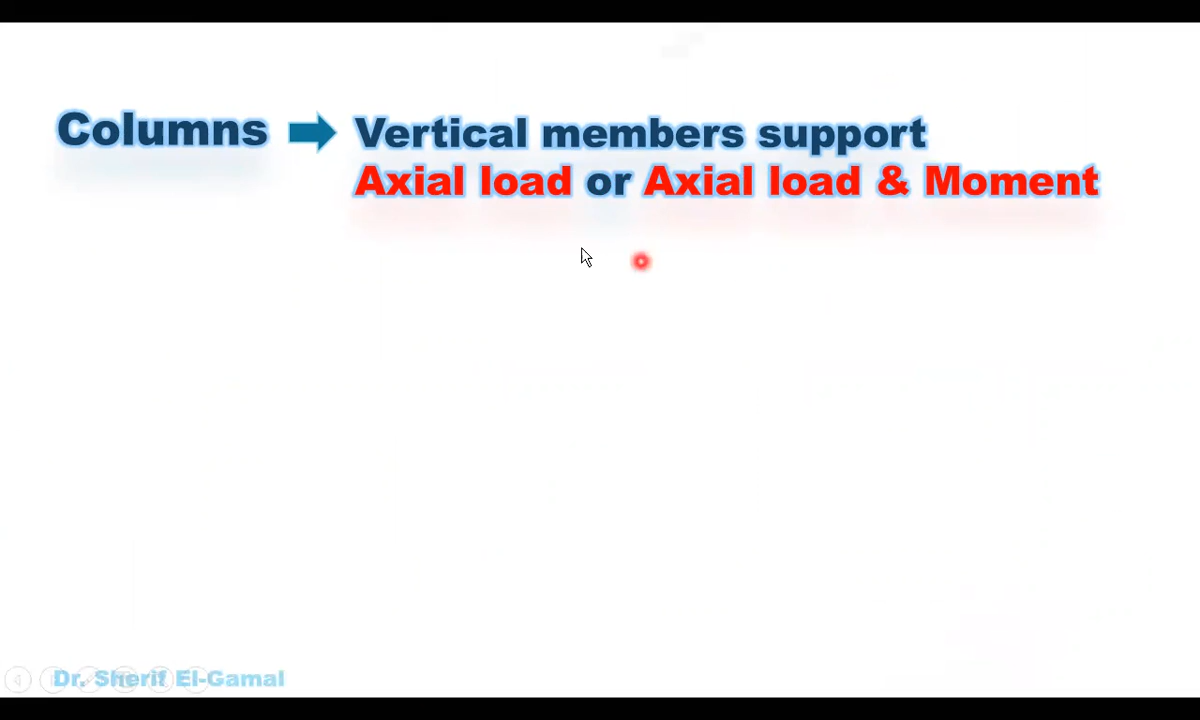 Columns
Vertical members support
Axial load or Axial load & Moment
Dr. Sherif El-Gamal